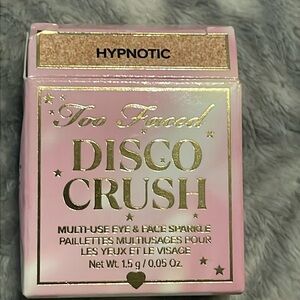 HYPNOTIC
Too Faced
DISCO
CRUSH
MULTI-USE EYE & FACE SPARKLE
PAILLETTES MULTIUSAGES POUR
LES YEUX ET LE VISAGE
Net Wt. 1.5 g / 0.05 Oz.